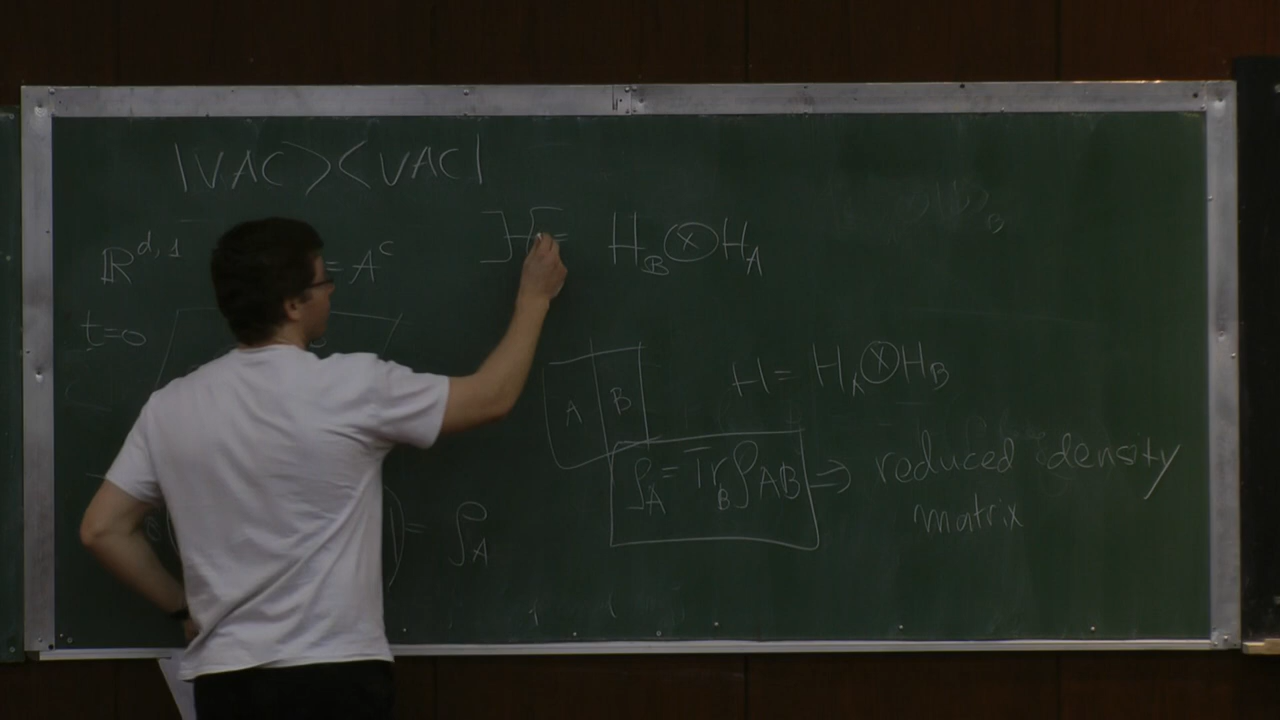 |VAC><VAC|
ℝ^{d,1} = A^c
H = H_B ⊗ H_A
t=0
A B
H = H_A ⊗ H_B
ρ_A = Tr_B ρ_AB ⇒ reduced density
matrix
) = ρ_A